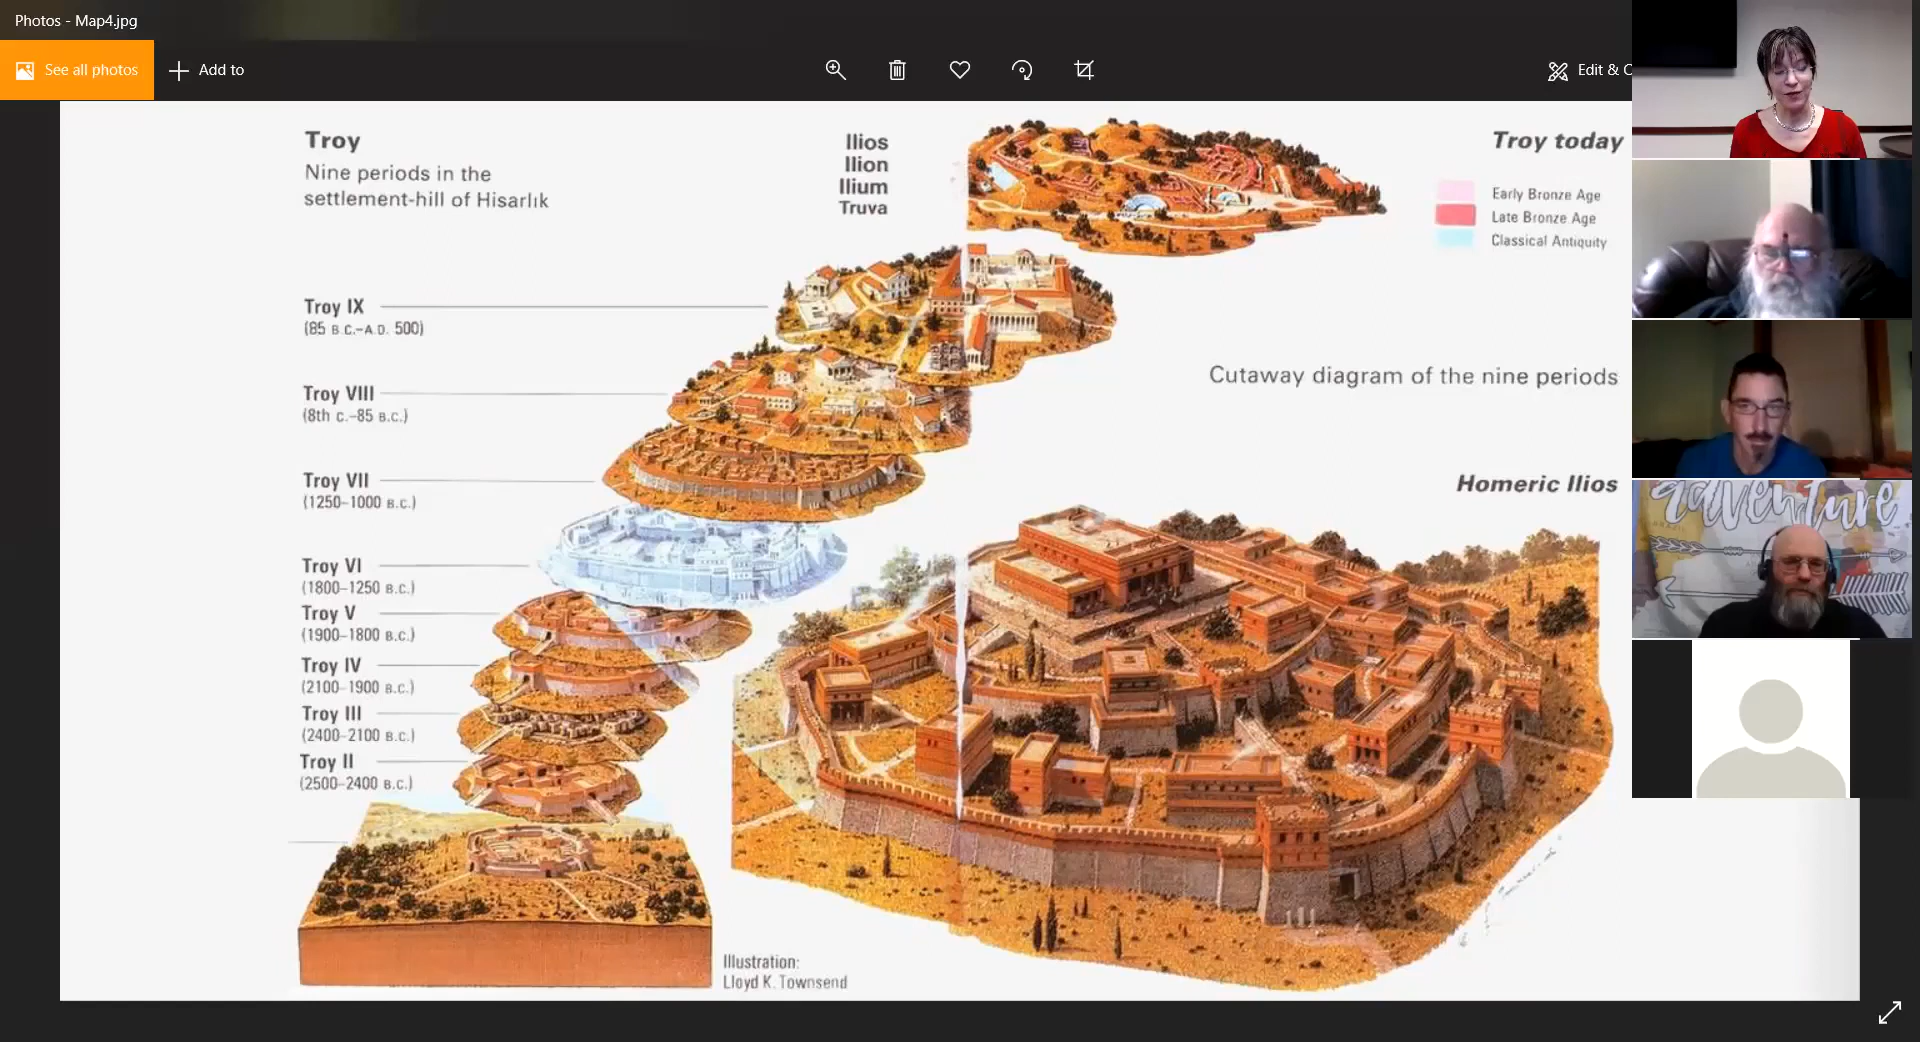 Photos - Map4.jpg
See all photos
Add to
Edit & C
Troy
Nine periods in the
settlement-hill of Hisarlık
Ilios
Ilion
Ilium
Truva
Troy today
Early Bronze Age
Late Bronze Age
Classical Antiquity
Troy IX
(85 B.C.–A.D. 500)
Cutaway diagram of the nine periods
Troy VIII
(8th C.–85 B.C.)
Troy VII
(1250–1000 B.C.)
Homeric Ilios
Troy VI
(1800–1250 B.C.)
Troy V
(1900–1800 B.C.)
Troy IV
(2100–1900 B.C.)
Troy III
(2400–2100 B.C.)
Troy II
(2500–2400 B.C.)
Illustration:
Lloyd K. Townsend
adventure